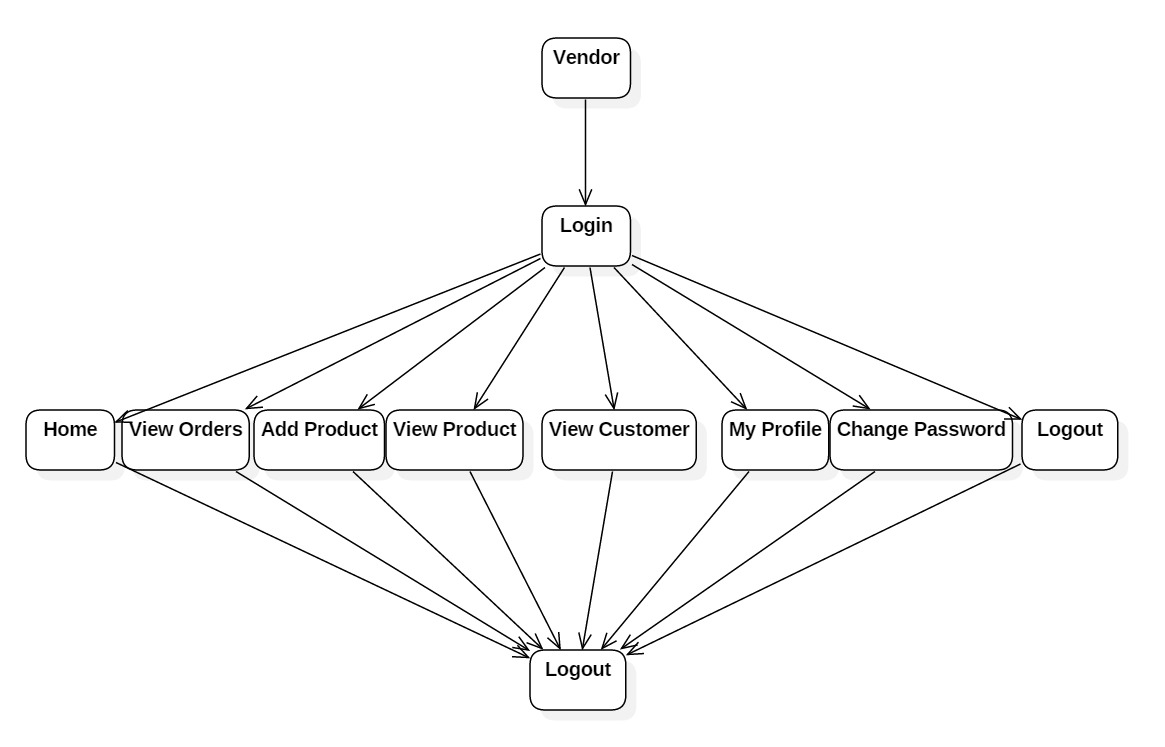 Vendor
Login
Home
View Orders
Add Product
View Product
View Customer
My Profile
Change Password
Logout
Logout